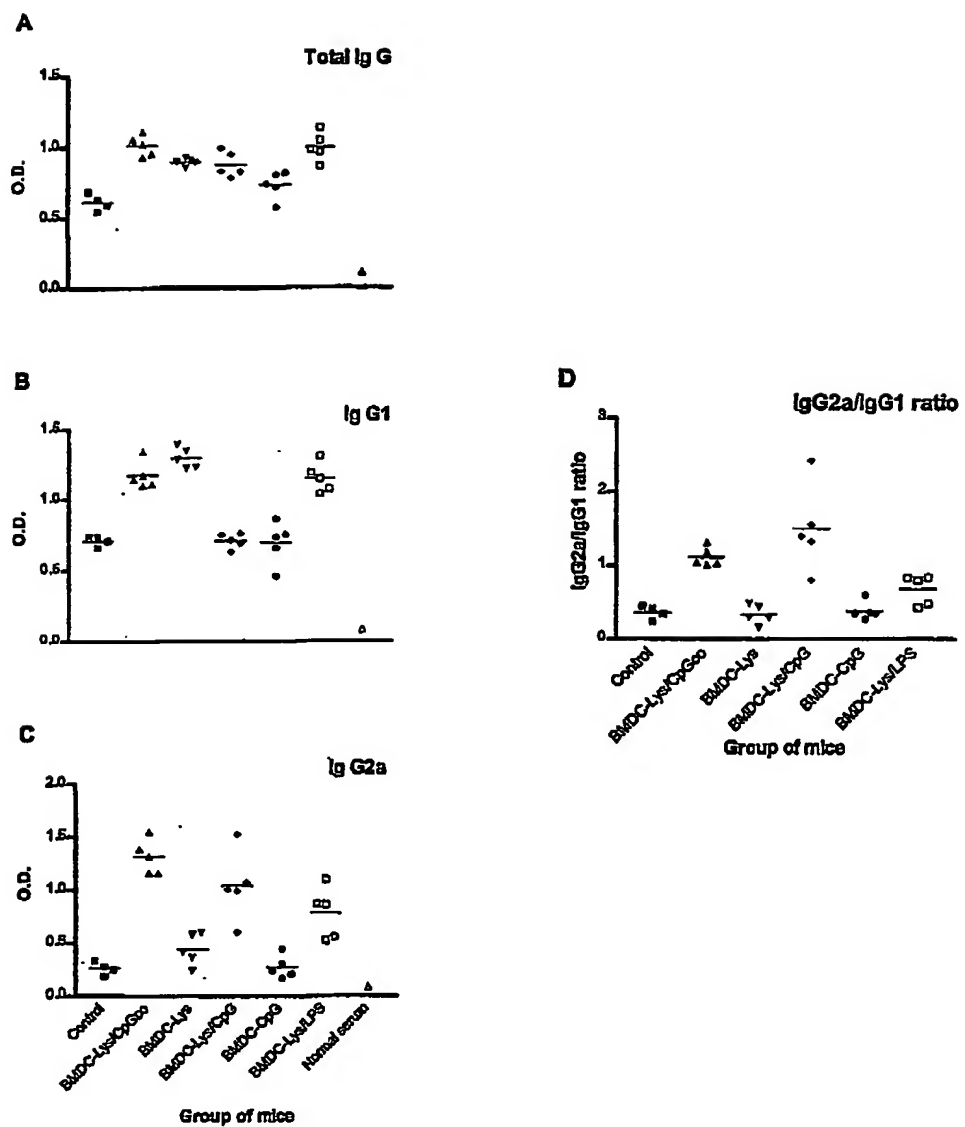 A
Total Ig G
1.5
1.0
0.5
0.0
O.D.
B
Ig G1
1.5
1.0
0.5
0.0
O.D.
C
Ig G2a
2.0
1.5
1.0
0.5
0.0
O.D.
Control
BMDC-Lys/CpGco
BMDC-Lys
BMDC-Lys/CpG
BMDC-CpG
BMDC-Lys/LPS
Normal serum
Group of mice
D
IgG2a/IgG1 ratio
3
2
1
0
IgG2a/IgG1 ratio
Control
BMDC-Lys/CpGco
BMDC-Lys
BMDC-Lys/CpG
BMDC-CpG
BMDC-Lys/LPS
Group of mice